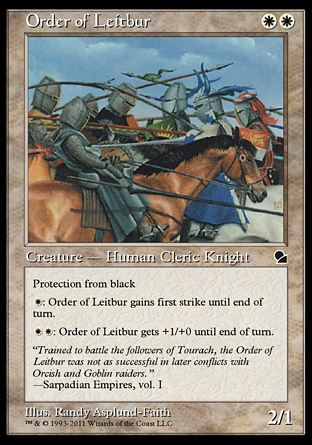 Order of Leitbur
Creature — Human Cleric Knight
Protection from black
: Order of Leitbur gains first strike until end of
turn.
: Order of Leitbur gets +1/+0 until end of turn.
"Trained to battle the followers of Tourach, the Order of
Leitbur was not as successful in later conflicts with
Orcish and Goblin raiders."
—Sarpadian Empires, vol. I
Illus. Randy Asplund-Faith
™ & © 1993-2011 Wizards of the Coast LLC
2/1